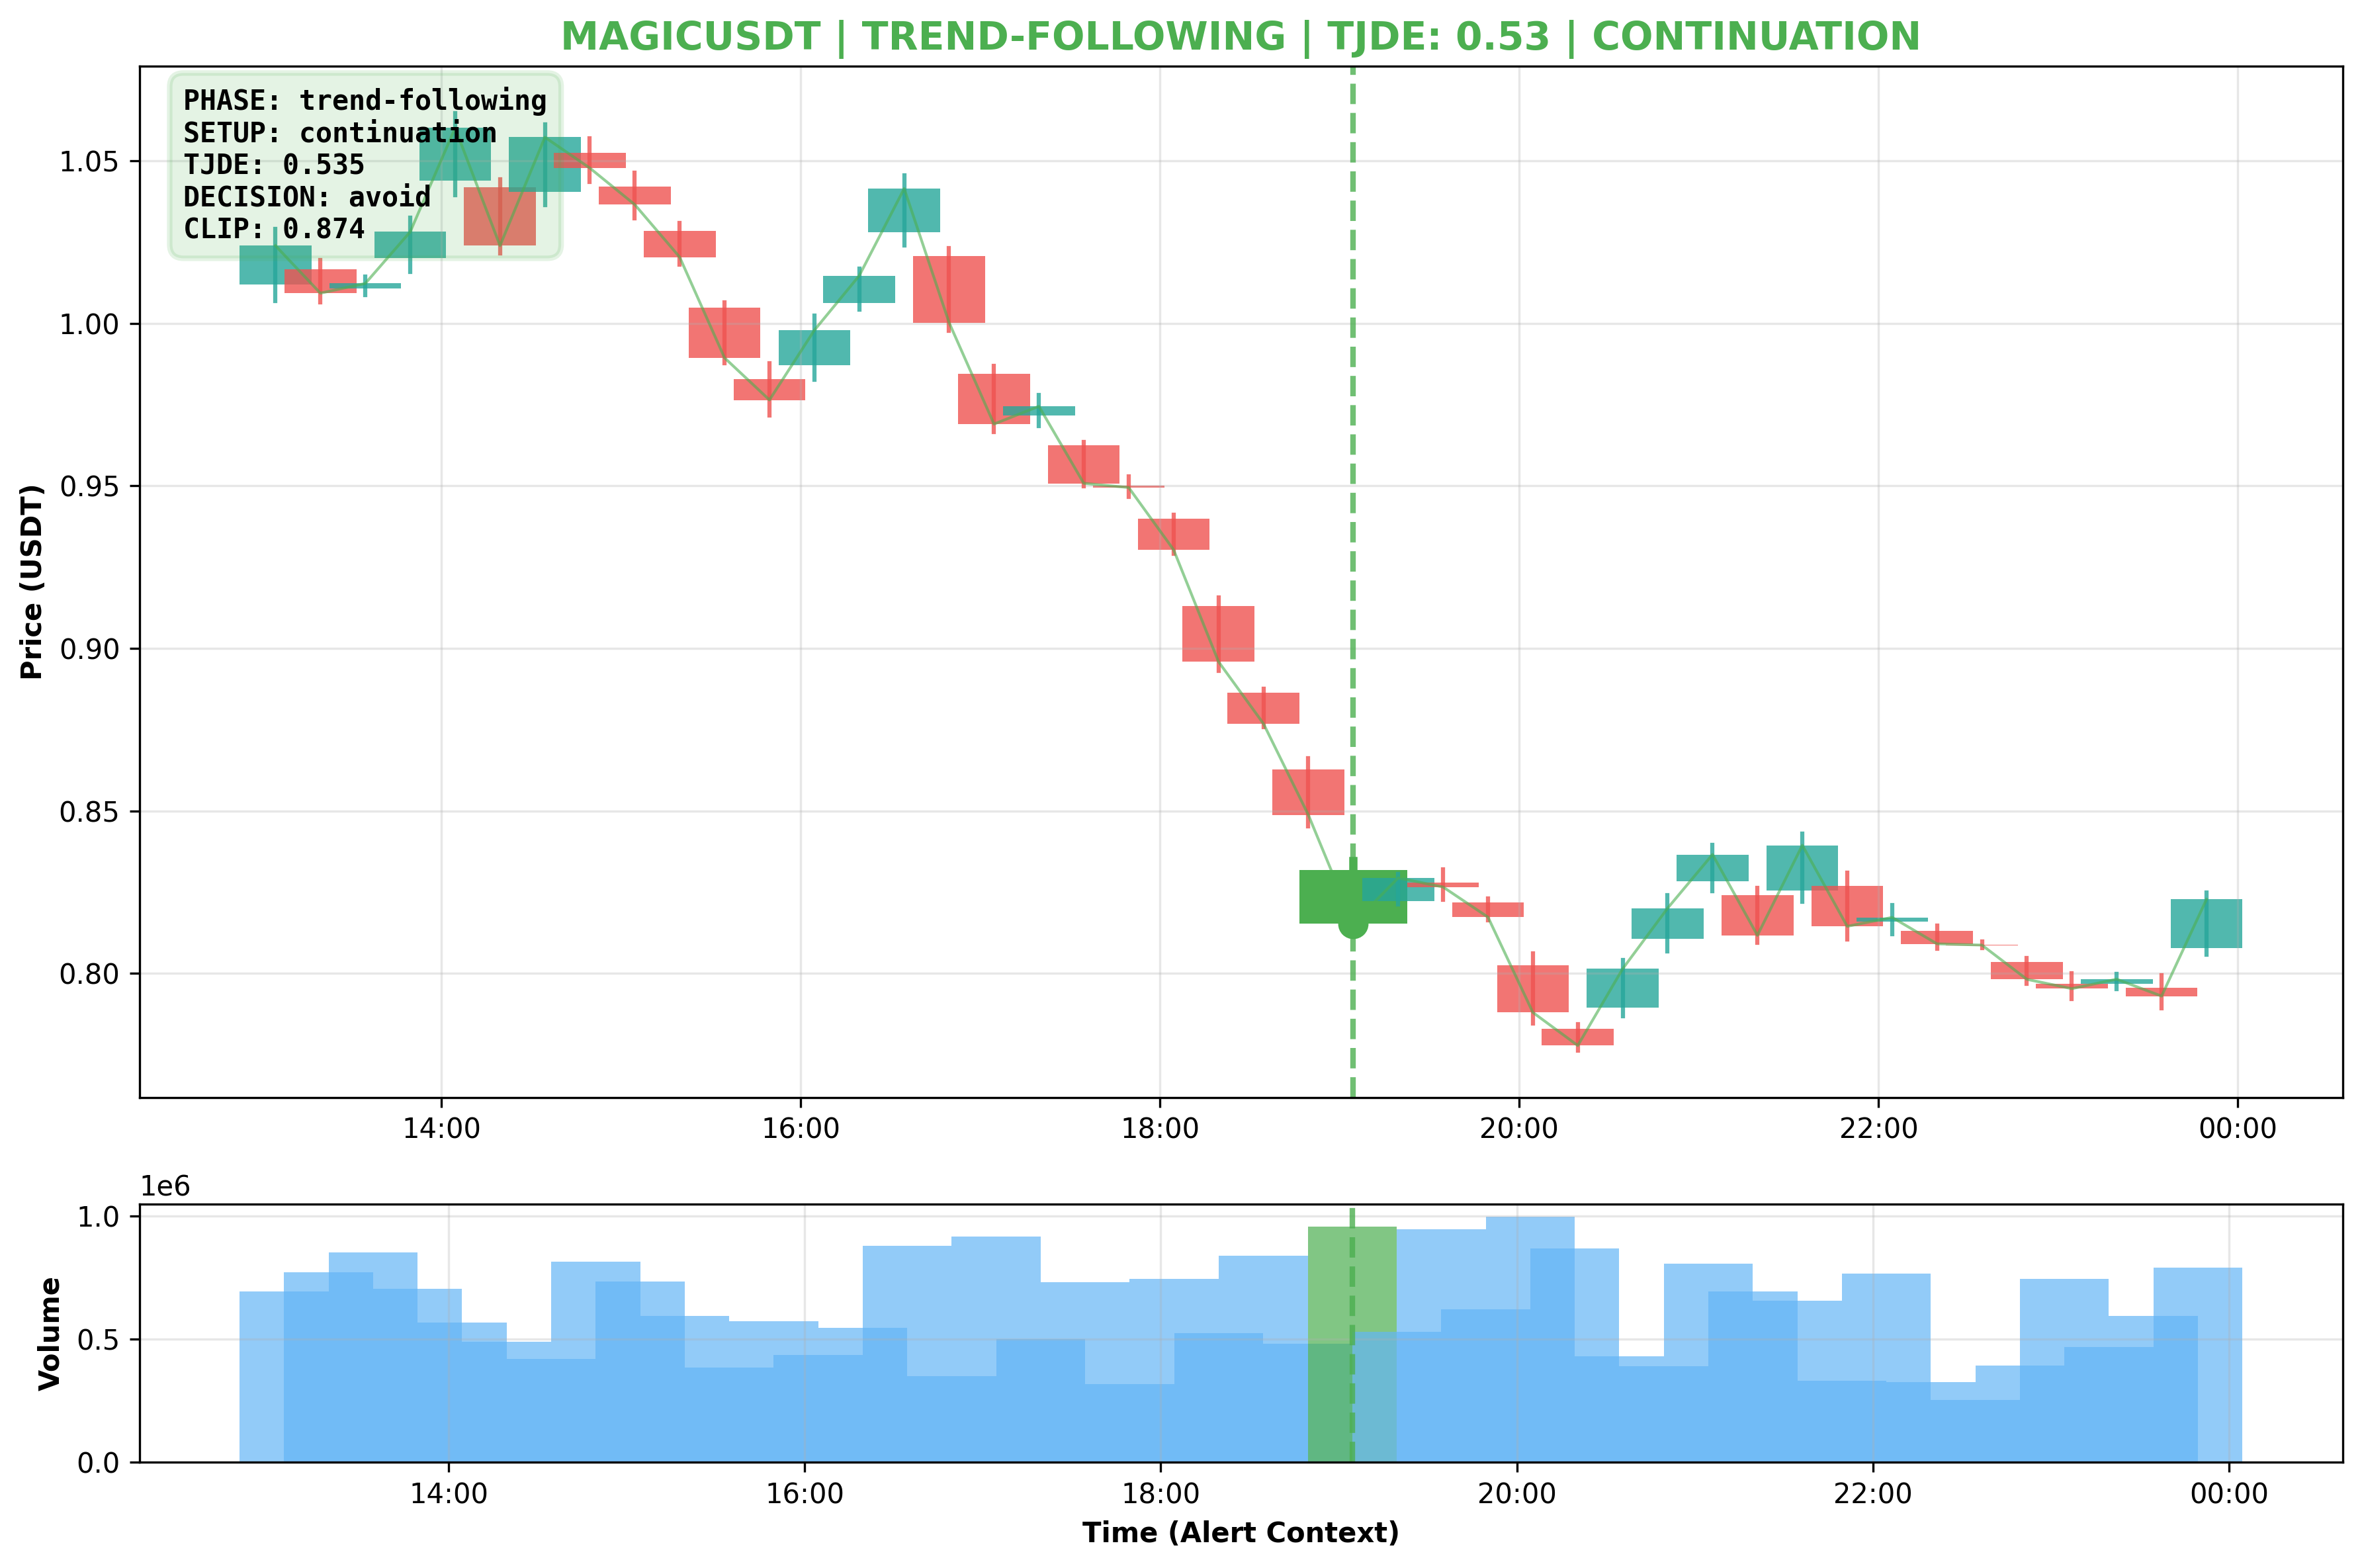 MAGICUSDT | TREND-FOLLOWING | TJDE: 0.53 | CONTINUATION
PHASE: trend-following
SETUP: continuation
TJDE: 0.535
DECISION: avoid
CLIP: 0.874
Price (USDT)
1.05
1.00
0.95
0.90
0.85
0.80
14:00 16:00 18:00 20:00 22:00 00:00
1e6
Volume
1.0
0.5
0.0
14:00 16:00 18:00 20:00 22:00 00:00
Time (Alert Context)